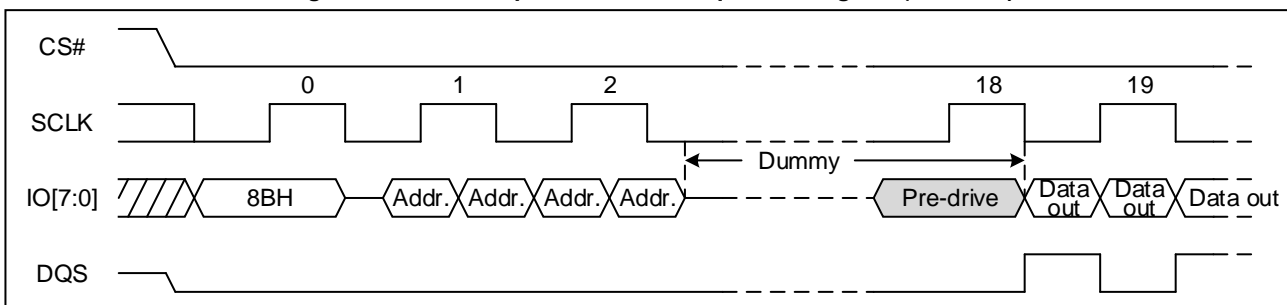 CS#
0 1 2 18 19
SCLK
Dummy
IO[7:0] 8BH Addr. Addr. Addr. Addr. Pre-drive Data out Data out Data out
DQS